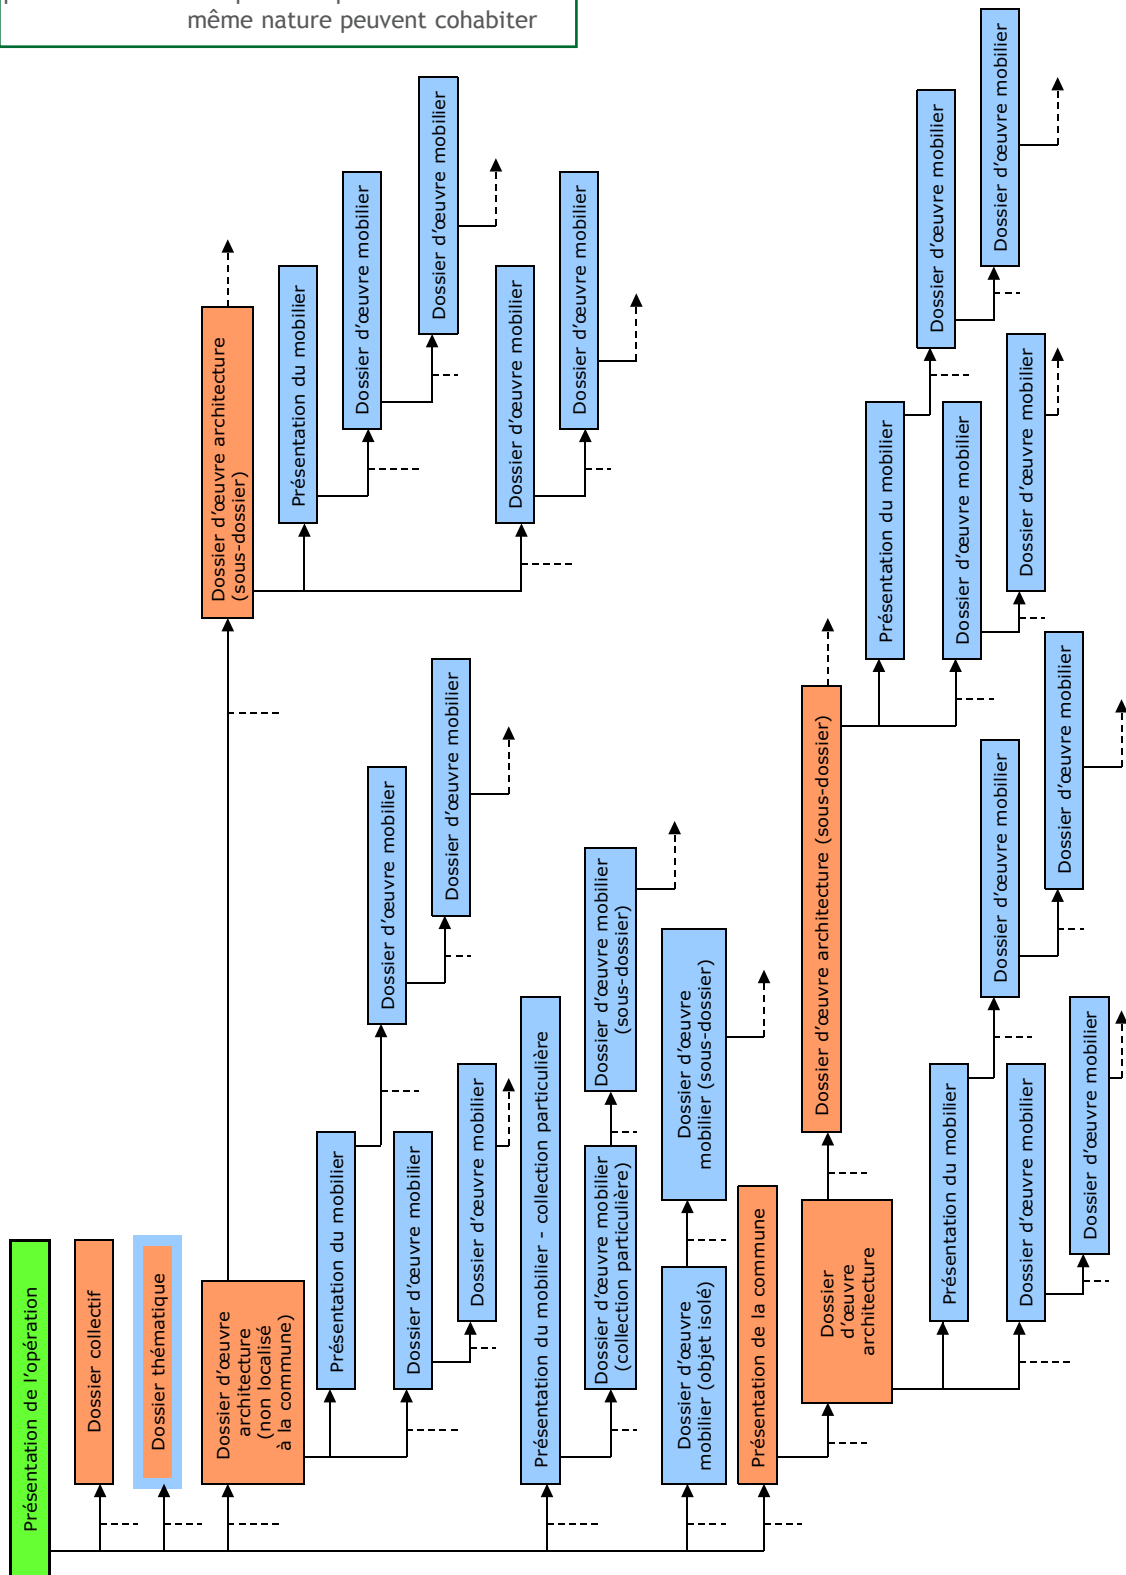 même nature peuvent cohabiter
Présentation de l'opération
Dossier collectif
Dossier thématique
Dossier d'œuvre
architecture
(non localisé
à la commune)
Dossier d'œuvre architecture
(sous-dossier)
Présentation du mobilier
Dossier d'œuvre mobilier
Dossier d'œuvre mobilier
Dossier d'œuvre mobilier
Dossier d'œuvre mobilier
Présentation du mobilier
Dossier d'œuvre mobilier
Dossier d'œuvre mobilier
Dossier d'œuvre mobilier
Dossier d'œuvre mobilier
Présentation du mobilier - collection particulière
Dossier d'œuvre mobilier
(collection particulière)
Dossier d'œuvre mobilier
(sous-dossier)
Dossier d'œuvre
mobilier (objet isolé)
Dossier d'œuvre
mobilier (sous-dossier)
Présentation de la commune
Dossier
d'œuvre
architecture
Dossier d'œuvre architecture (sous-dossier)
Présentation du mobilier
Dossier d'œuvre mobilier
Dossier d'œuvre mobilier
Dossier d'œuvre mobilier
Dossier d'œuvre mobilier
Présentation du mobilier
Dossier d'œuvre mobilier
Dossier d'œuvre mobilier
Dossier d'œuvre mobilier
Dossier d'œuvre mobilier